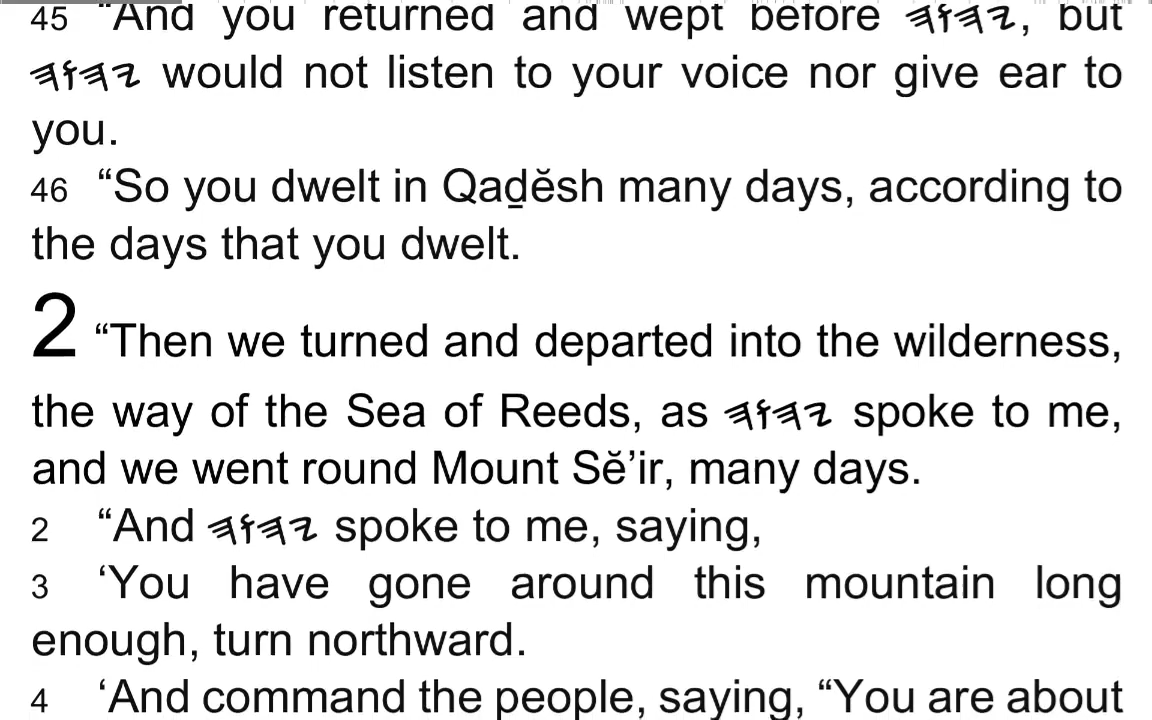 45 “And you returned and wept before 𐤉𐤄𐤅𐤄, but
𐤉𐤄𐤅𐤄 would not listen to your voice nor give ear to
you.
46 “So you dwelt in Qaḏĕsh many days, according to
the days that you dwelt.
2 “Then we turned and departed into the wilderness,
the way of the Sea of Reeds, as 𐤉𐤄𐤅𐤄 spoke to me,
and we went round Mount Sĕ’ir, many days.
2 “And 𐤉𐤄𐤅𐤄 spoke to me, saying,
3 ‘You have gone around this mountain long
enough, turn northward.
4 ‘And command the people, saying, “You are about